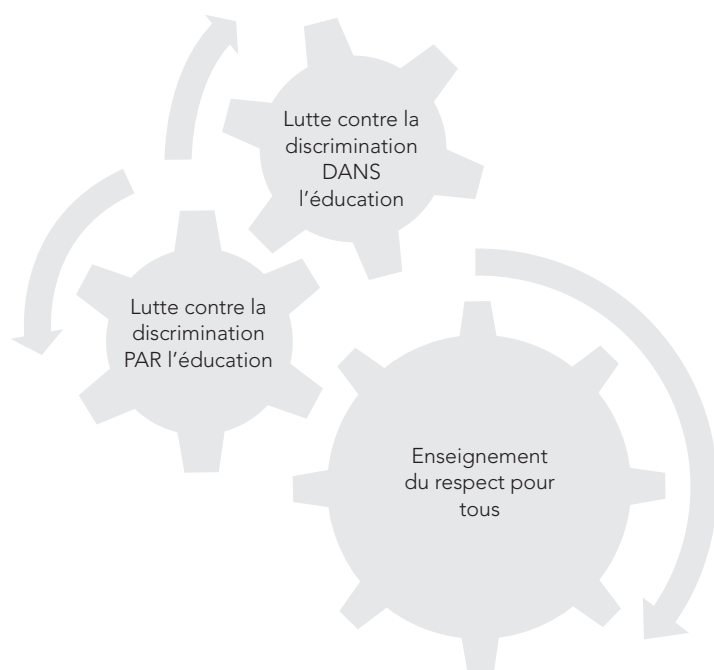 Lutte contre la
discrimination
DANS
l'éducation
Lutte contre la
discrimination
PAR l'éducation
Enseignement
du respect pour
tous